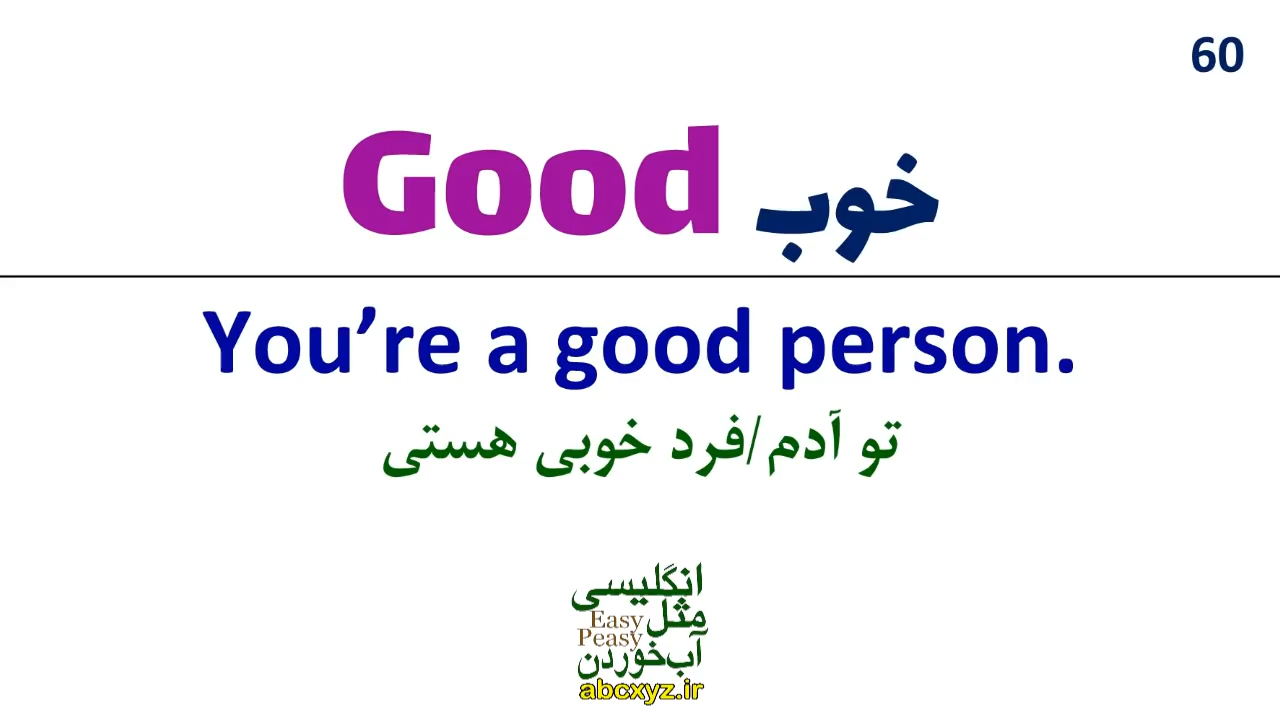 60
Good خوب
You’re a good person.
تو آدم/فرد خوبی هستی
انگلیسی
مثل Easy
Peasy
آب‌خوردن
abcxyz.ir